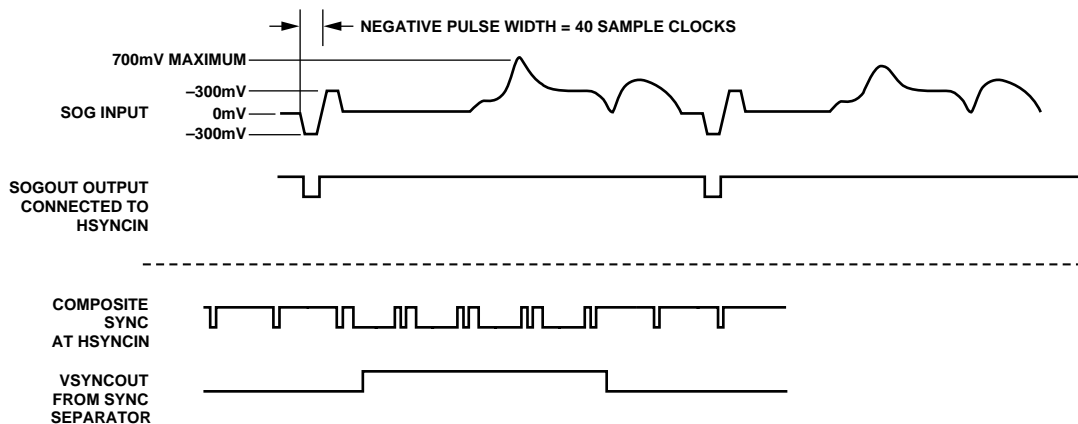 NEGATIVE PULSE WIDTH = 40 SAMPLE CLOCKS
700mV MAXIMUM
–300mV
SOG INPUT
0mV
–300mV
SOGOUT OUTPUT
CONNECTED TO
HSYNCIN
COMPOSITE
SYNC
AT HSYNCIN
VSYNCOUT
FROM SYNC
SEPARATOR